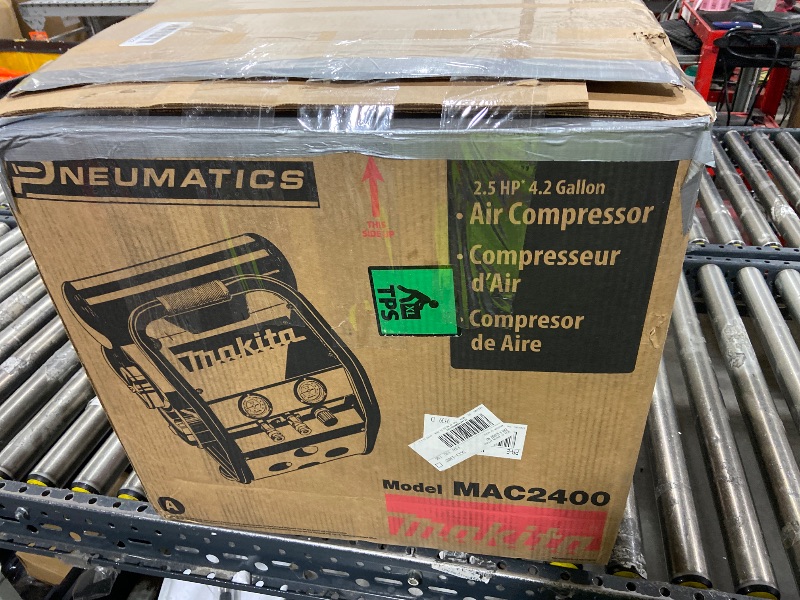 PNEUMATICS
THIS
SIDE UP
2.5 HP* 4.2 Gallon
• Air Compressor
• Compresseur
d'Air
• Compresor
de Aire
XL
TPS
makita
Model MAC2400
makita
A